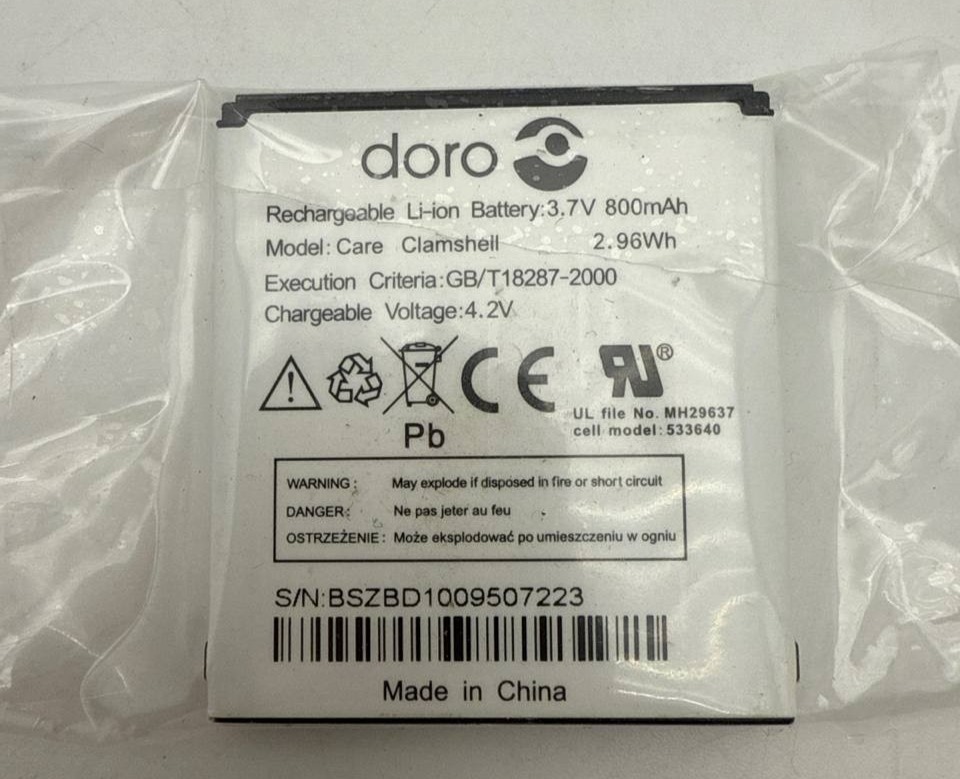 doro
Rechargeable Li-ion Battery:3.7V 800mAh
Model: Care Clamshell 2.96Wh
Execution Criteria:GB/T18287-2000
Chargeable Voltage:4.2V
CE RU®
UL file No. MH29637
cell model: 533640
Pb
WARNING: May explode if disposed in fire or short circuit
DANGER: Ne pas jeter au feu
OSTRZEŻENIE: Może eksplodować po umieszczeniu w ogniu
S/N:BSZBD1009507223
Made in China